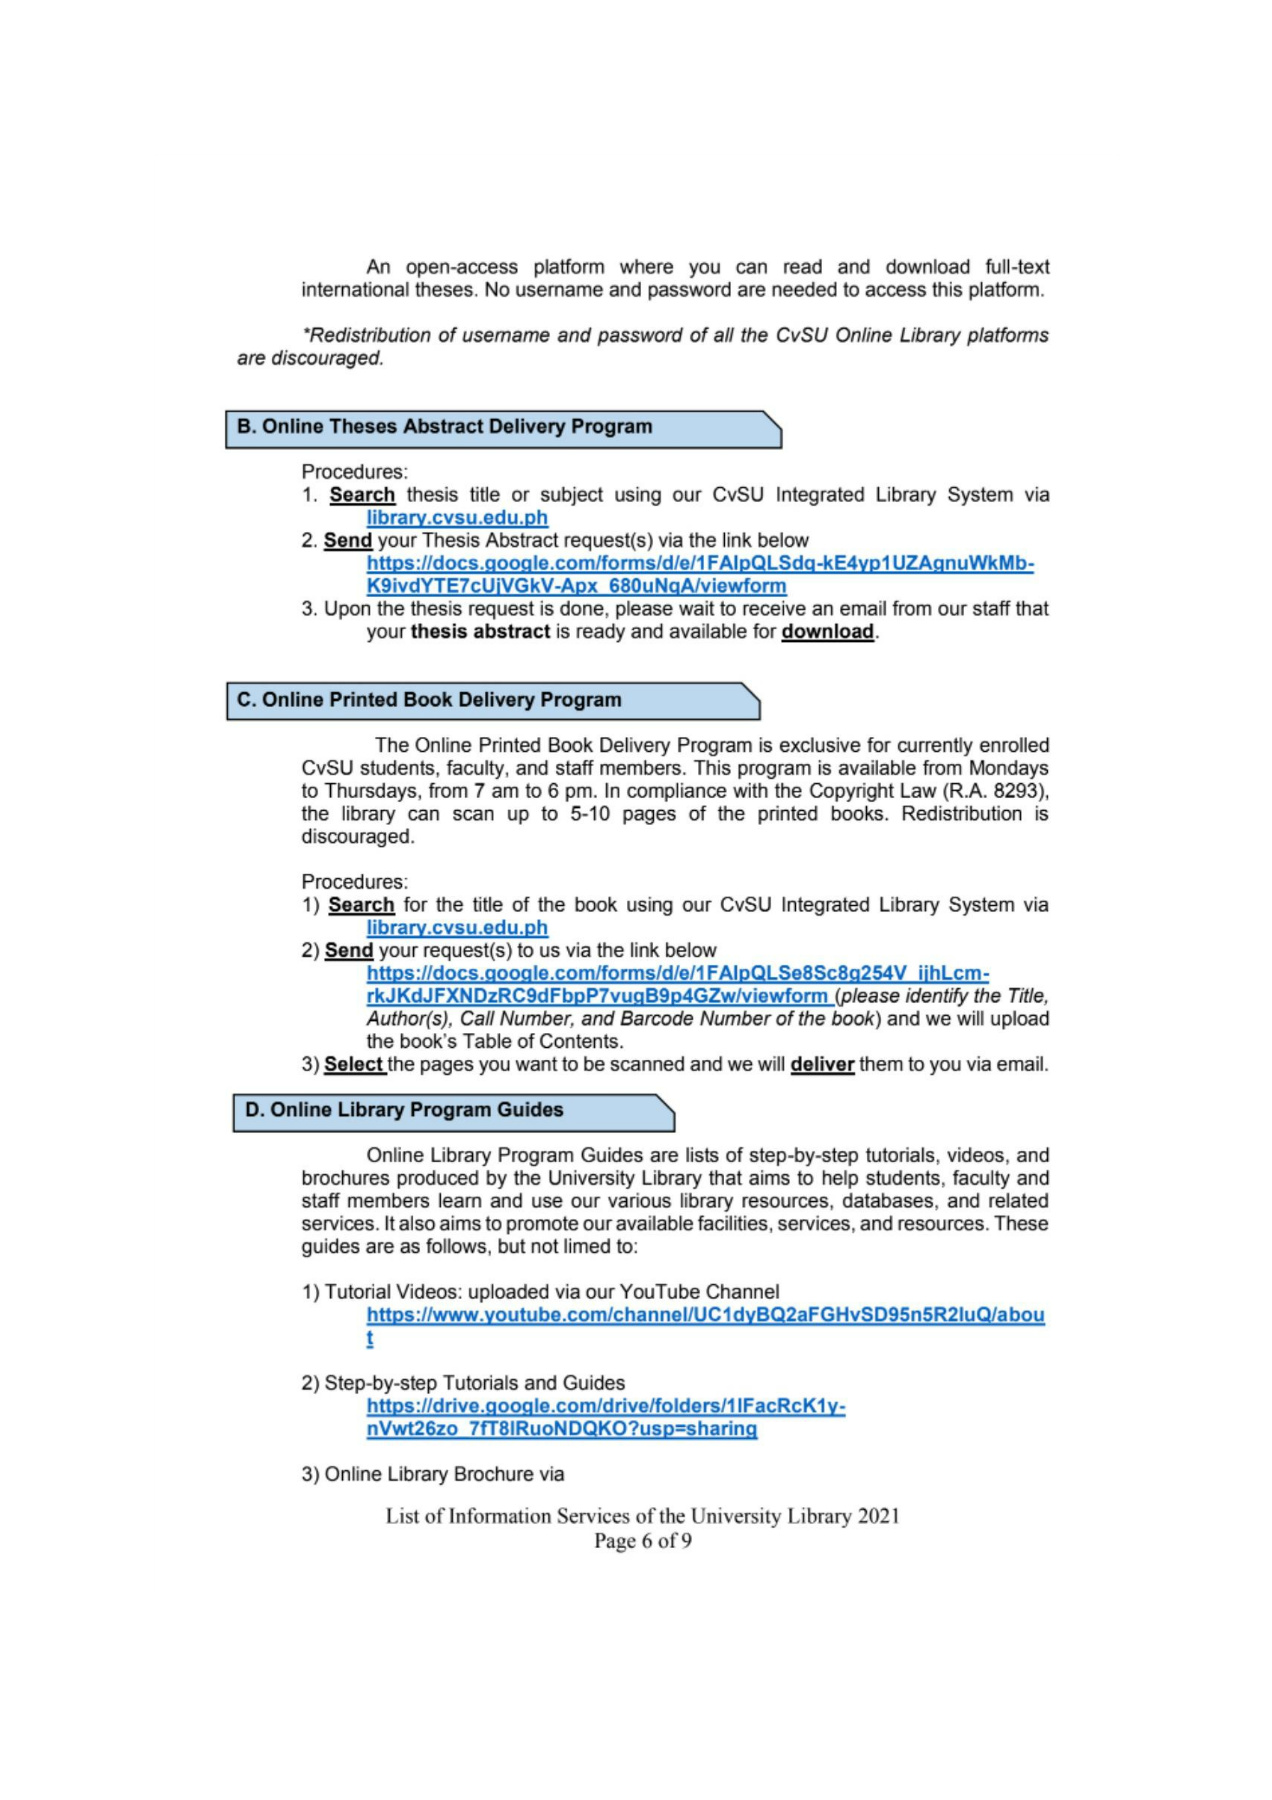 An open-access platform where you can read and download full-text
international theses. No username and password are needed to access this platform.
*Redistribution of username and password of all the CvSU Online Library platforms
are discouraged.
B. Online Theses Abstract Delivery Program
Procedures:
1. Search thesis title or subject using our CvSU Integrated Library System via
library.cvsu.edu.ph
2. Send your Thesis Abstract request(s) via the link below
https://docs.google.com/forms/d/e/1FAIpQLSdq-kE4yp1UZAgnuWkMb-
K9ivdYTE7cUjVGkV-Apx_680uNqA/viewform
3. Upon the thesis request is done, please wait to receive an email from our staff that
your thesis abstract is ready and available for download.
C. Online Printed Book Delivery Program
The Online Printed Book Delivery Program is exclusive for currently enrolled
CvSU students, faculty, and staff members. This program is available from Mondays
to Thursdays, from 7 am to 6 pm. In compliance with the Copyright Law (R.A. 8293),
the library can scan up to 5-10 pages of the printed books. Redistribution is
discouraged.
Procedures:
1) Search for the title of the book using our CvSU Integrated Library System via
library.cvsu.edu.ph
2) Send your request(s) to us via the link below
https://docs.google.com/forms/d/e/1FAIpQLSe8Sc8g254V_ijhLcm-
rkJKdJFXNDzRC9dFbpP7vugB9p4GZw/viewform (please identify the Title,
Author(s), Call Number, and Barcode Number of the book) and we will upload
the book's Table of Contents.
3) Select the pages you want to be scanned and we will deliver them to you via email.
D. Online Library Program Guides
Online Library Program Guides are lists of step-by-step tutorials, videos, and
brochures produced by the University Library that aims to help students, faculty and
staff members learn and use our various library resources, databases, and related
services. It also aims to promote our available facilities, services, and resources. These
guides are as follows, but not limed to:
1) Tutorial Videos: uploaded via our YouTube Channel
https://www.youtube.com/channel/UC1dyBQ2aFGHvSD95n5R2luQ/abou
t
2) Step-by-step Tutorials and Guides
https://drive.google.com/drive/folders/1lFacRcK1y-
nVwt26zo_7fT8lRuoNDQKO?usp=sharing
3) Online Library Brochure via
List of Information Services of the University Library 2021
Page 6 of 9